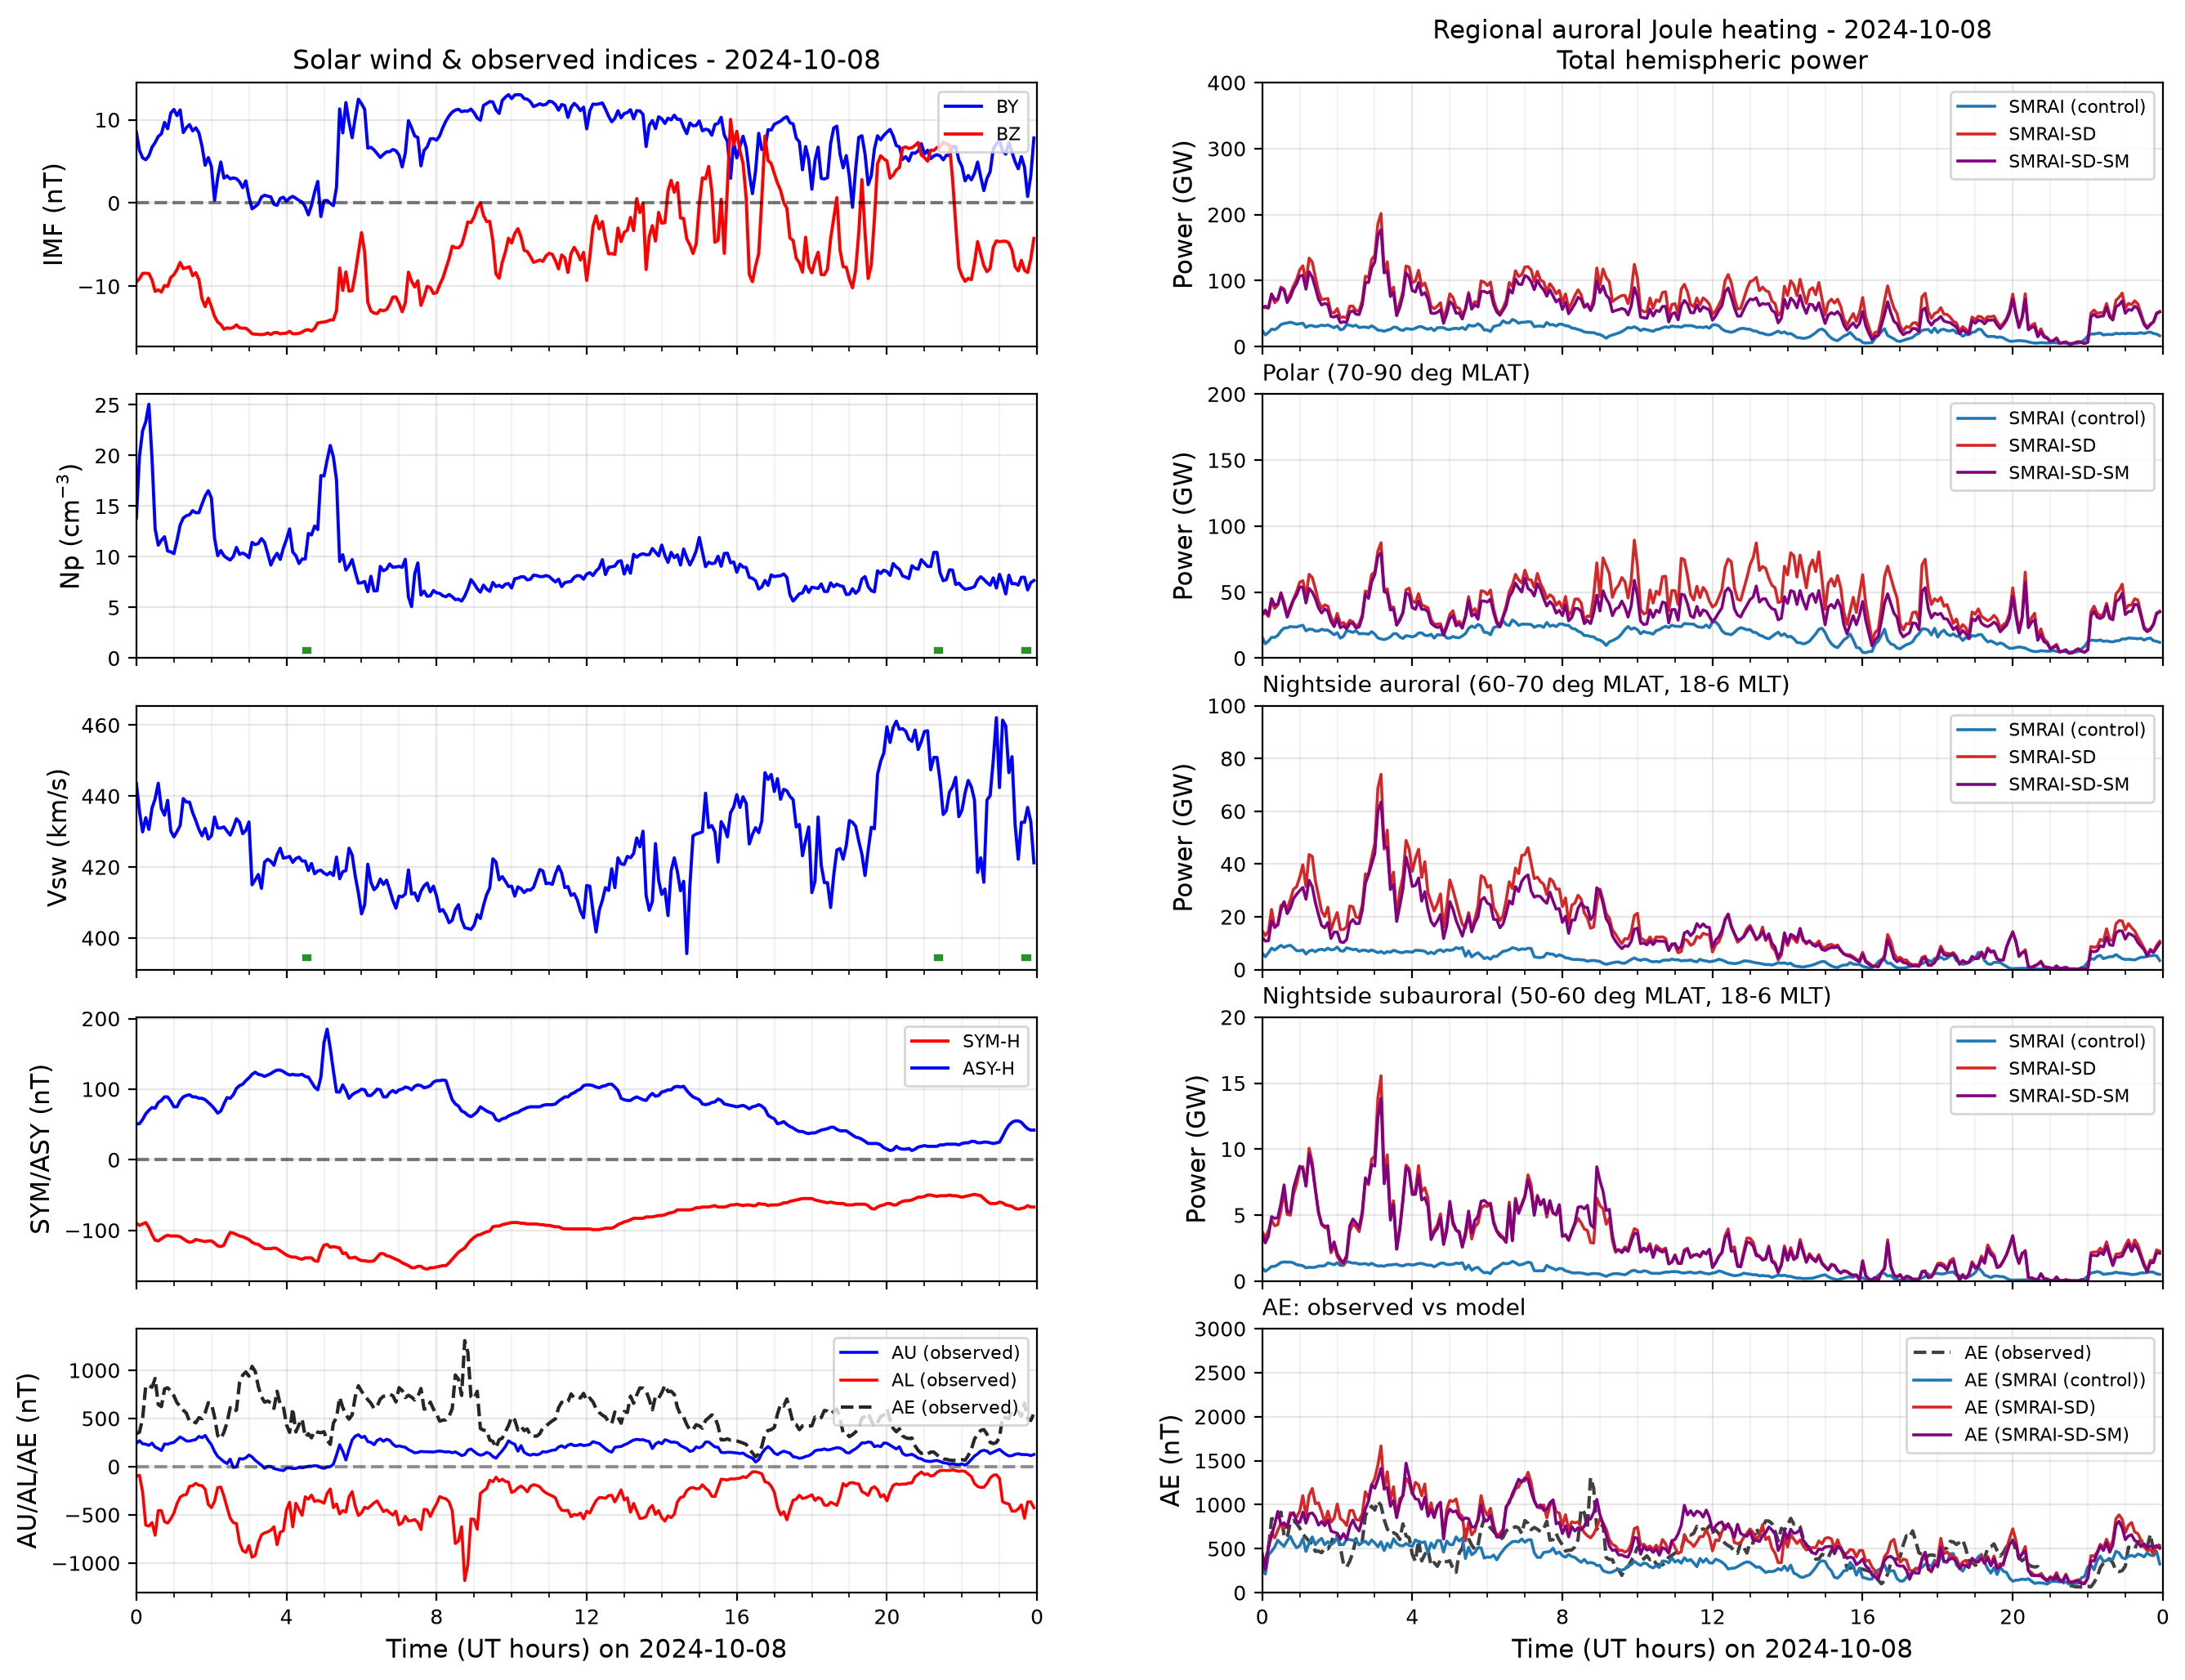 Solar wind & observed indices - 2024-10-08
IMF (nT)
10
0
−10
BY
BZ
Np (cm⁻³)
25
20
15
10
5
0
Vsw (km/s)
460
440
420
400
SYM/ASY (nT)
200
100
0
−100
SYM-H
ASY-H
AU/AL/AE (nT)
1000
500
0
−500
−1000
AU (observed)
AL (observed)
AE (observed)
0 4 8 12 16 20 0
Time (UT hours) on 2024-10-08
Regional auroral Joule heating - 2024-10-08
Total hemispheric power
Power (GW)
400
300
200
100
0
SMRAI (control)
SMRAI-SD
SMRAI-SD-SM
Polar (70-90 deg MLAT)
Power (GW)
200
150
100
50
0
SMRAI (control)
SMRAI-SD
SMRAI-SD-SM
Nightside auroral (60-70 deg MLAT, 18-6 MLT)
Power (GW)
100
80
60
40
20
0
SMRAI (control)
SMRAI-SD
SMRAI-SD-SM
Nightside subauroral (50-60 deg MLAT, 18-6 MLT)
Power (GW)
20
15
10
5
0
SMRAI (control)
SMRAI-SD
SMRAI-SD-SM
AE: observed vs model
AE (nT)
3000
2500
2000
1500
1000
500
0
AE (observed)
AE (SMRAI (control))
AE (SMRAI-SD)
AE (SMRAI-SD-SM)
0 4 8 12 16 20 0
Time (UT hours) on 2024-10-08